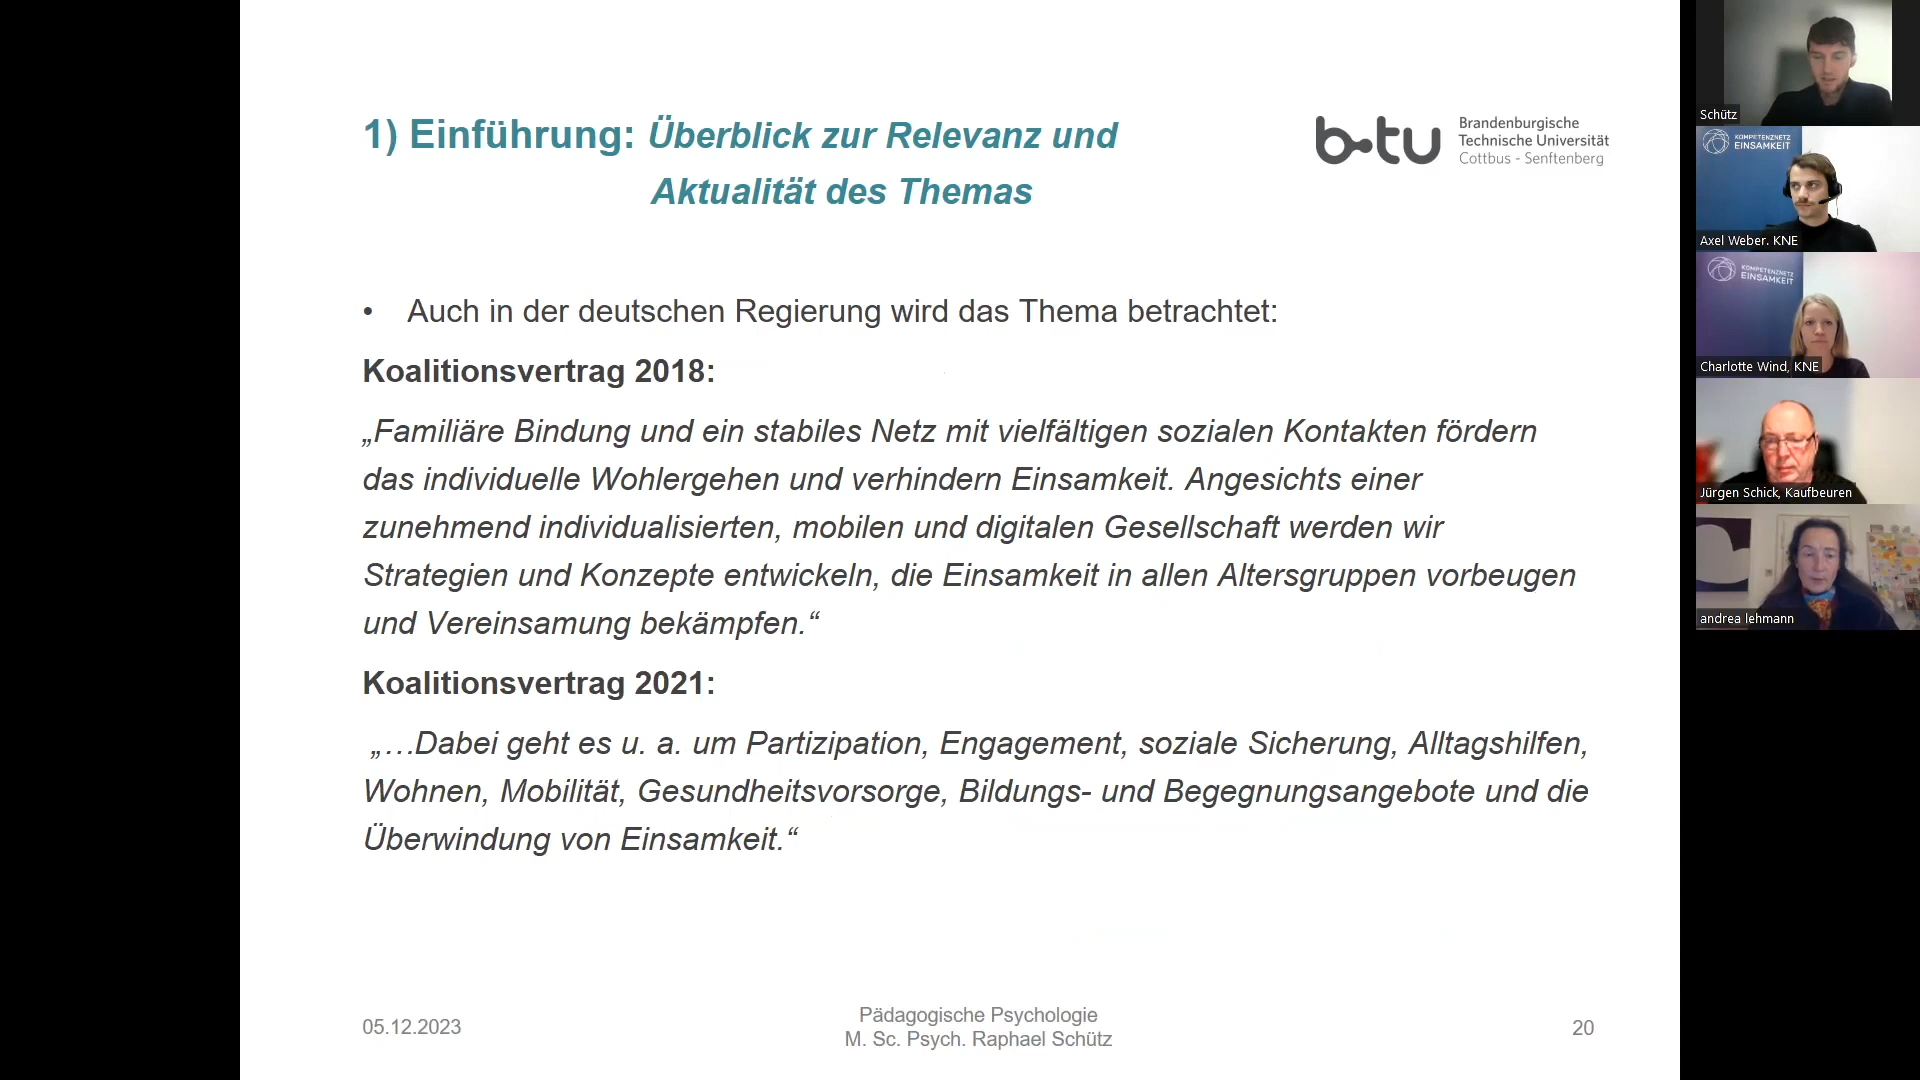 1) Einführung: Überblick zur Relevanz und
Aktualität des Themas
b-tu
Brandenburgische
Technische Universität
Cottbus - Senftenberg
• Auch in der deutschen Regierung wird das Thema betrachtet:
Koalitionsvertrag 2018:
„Familiäre Bindung und ein stabiles Netz mit vielfältigen sozialen Kontakten fördern
das individuelle Wohlergehen und verhindern Einsamkeit. Angesichts einer
zunehmend individualisierten, mobilen und digitalen Gesellschaft werden wir
Strategien und Konzepte entwickeln, die Einsamkeit in allen Altersgruppen vorbeugen
und Vereinsamung bekämpfen.“
Koalitionsvertrag 2021:
„…Dabei geht es u. a. um Partizipation, Engagement, soziale Sicherung, Alltagshilfen,
Wohnen, Mobilität, Gesundheitsvorsorge, Bildungs- und Begegnungsangebote und die
Überwindung von Einsamkeit.“
05.12.2023
Pädagogische Psychologie
M. Sc. Psych. Raphael Schütz
20
Schütz
KOMPETENZNETZ
EINSAMKEIT
Axel Weber. KNE
KOMPETENZNETZ
EINSAMKEIT
Charlotte Wind, KNE
Jürgen Schick, Kaufbeuren
andrea lehmann